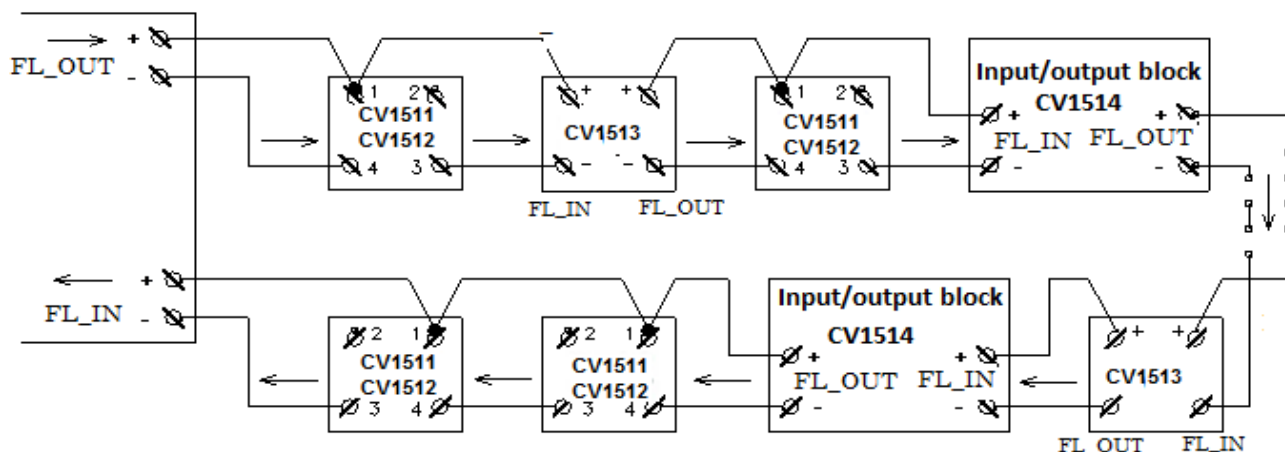 FL_OUT
+
-
1 2
CV1511
CV1512
4 3
+ +
CV1513
- -
FL_IN FL_OUT
1 2
CV1511
CV1512
4 3
Input/output block
CV1514
+ +
FL_IN FL_OUT
- -
+
FL_IN
-
2 1
CV1511
CV1512
3 4
2 1
CV1511
CV1512
3 4
Input/output block
CV1514
+ +
FL_OUT FL_IN
- -
+ +
CV1513
FL_OUT FL_IN